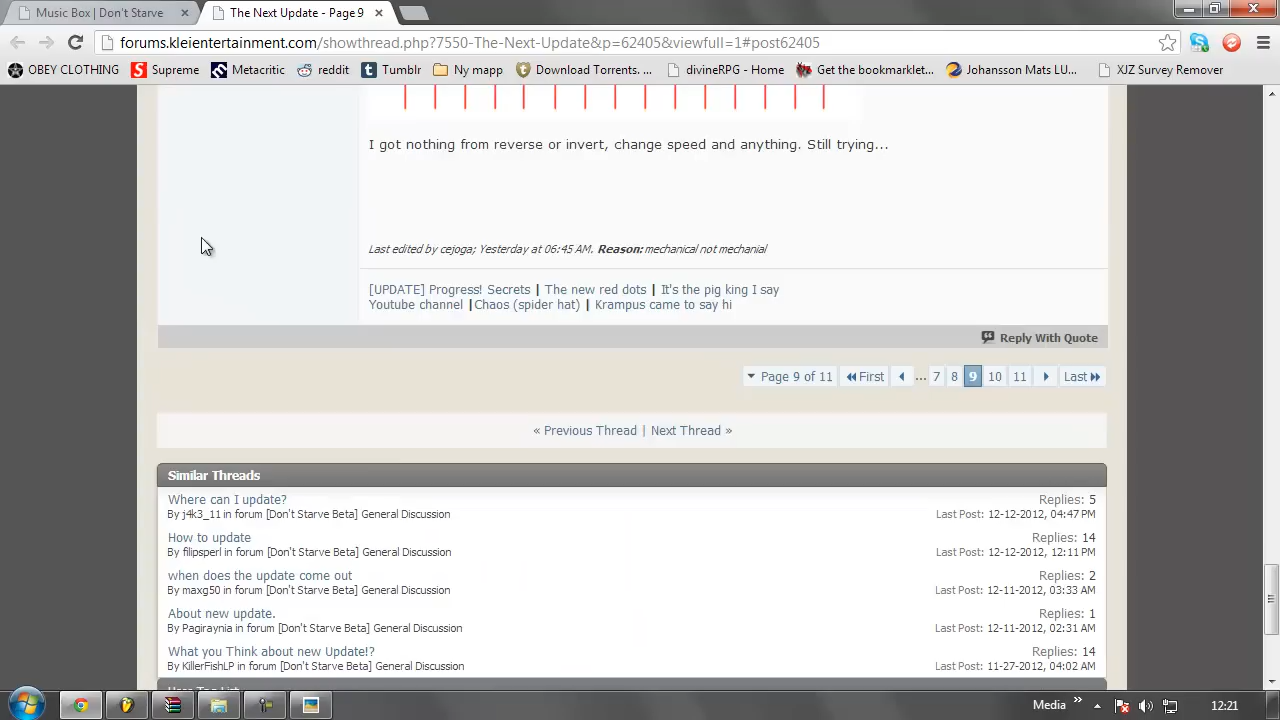 Music Box | Don't Starve
The Next Update - Page 9
forums.kleientertainment.com/showthread.php?7550-The-Next-Update&p=62405&viewfull=1#post62405
OBEY CLOTHING
Supreme
Metacritic
reddit
Tumblr
Ny mapp
Download Torrents. ...
divineRPG - Home
Get the bookmarklet...
Johansson Mats LU...
XJZ Survey Remover
I got nothing from reverse or invert, change speed and anything. Still trying...
Last edited by cejoga; Yesterday at 06:45 AM. Reason: mechanical not mechanial
[UPDATE] Progress! Secrets | The new red dots | It's the pig king I say
Youtube channel |Chaos (spider hat) | Krampus came to say hi
Reply With Quote
Page 9 of 11 First ... 7 8 9 10 11 Last
« Previous Thread | Next Thread »
Similar Threads
Where can I update? Replies: 5
By j4k3_11 in forum [Don't Starve Beta] General Discussion Last Post: 12-12-2012, 04:47 PM
How to update Replies: 14
By filipsperl in forum [Don't Starve Beta] General Discussion Last Post: 12-12-2012, 12:11 PM
when does the update come out Replies: 2
By maxg50 in forum [Don't Starve Beta] General Discussion Last Post: 12-11-2012, 03:33 AM
About new update. Replies: 1
By Pagiraynia in forum [Don't Starve Beta] General Discussion Last Post: 12-11-2012, 02:31 AM
What you Think about new Update!? Replies: 14
By KillerFishLP in forum [Don't Starve Beta] General Discussion Last Post: 11-27-2012, 04:02 AM
Media » 12:21